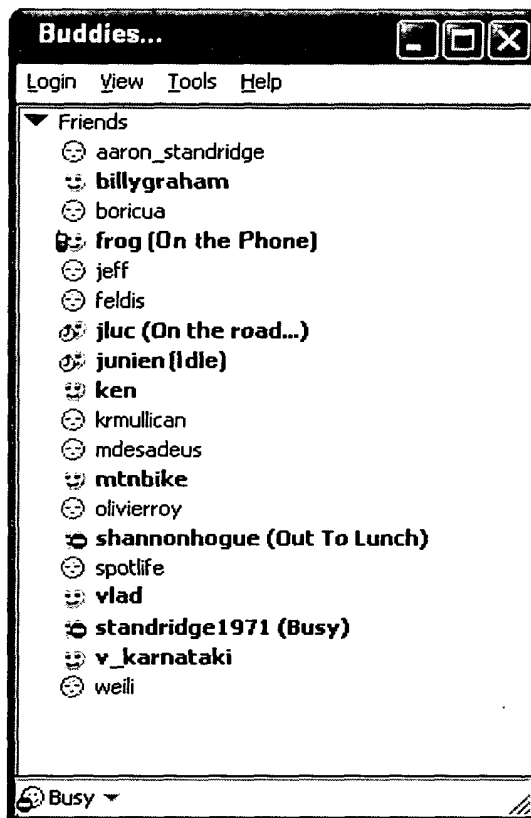 Buddies...
Login View Tools Help
Friends
aaron_standridge
billygraham
boricua
frog (On the Phone)
jeff
feldis
jluc (On the road...)
junien (Idle)
ken
krmullican
mdesadeus
mtnbike
olivierroy
shannonhogue (Out To Lunch)
spotlife
vlad
standridge1971 (Busy)
v_karnataki
weili
Busy